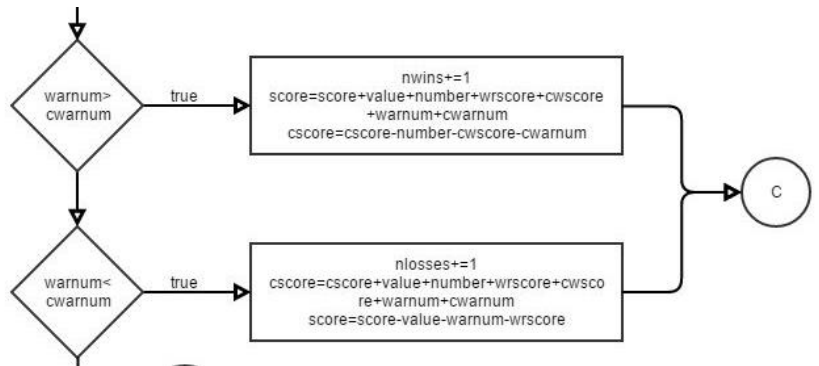 warnum>
cwarnum
true
nwins+=1
score=score+value+number+wrscore+cwscore
+warnum+cwarnum
cscore=cscore-number-cwscore-cwarnum
C
warnum<
cwarnum
true
nlosses+=1
cscore=cscore+value+number+wrscore+cwsco
re+warnum+cwarnum
score=score-value-warnum-wrscore